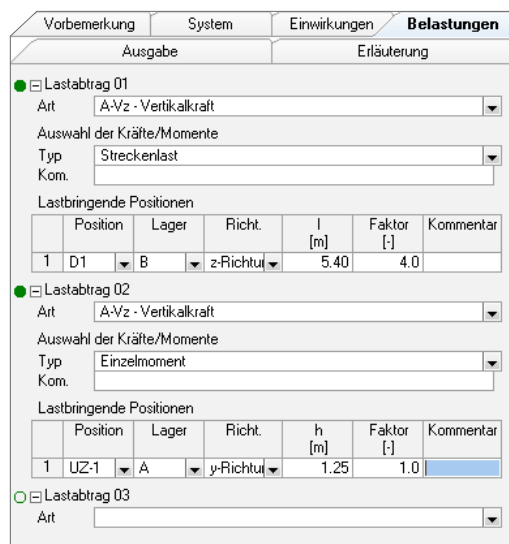 Vorbemerkung System Einwirkungen Belastungen
Ausgabe Erläuterung
Lastabtrag 01
Art A-Vz - Vertikalkraft
Auswahl der Kräfte/Momente
Typ Streckenlast
Kom.
Lastbringende Positionen
Position Lager Richt. l Faktor Kommentar
[m] [-]
1 D1 B z-Richtu 5.40 4.0
Lastabtrag 02
Art A-Vz - Vertikalkraft
Auswahl der Kräfte/Momente
Typ Einzelmoment
Kom.
Lastbringende Positionen
Position Lager Richt. h Faktor Kommentar
[m] [-]
1 UZ-1 A y-Richtu 1.25 1.0
Lastabtrag 03
Art